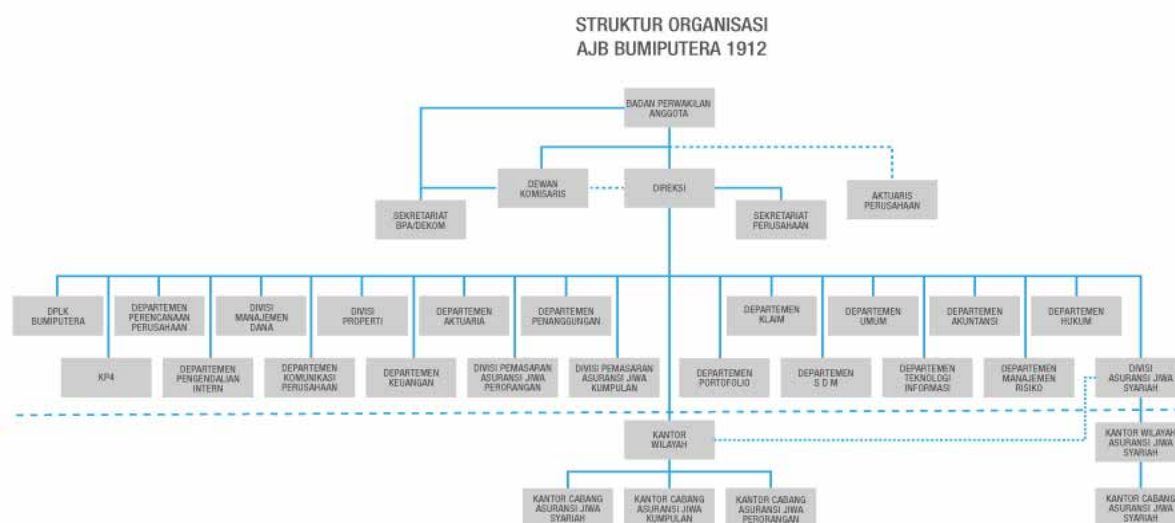 STRUKTUR ORGANISASI
AJB BUMIPUTERA 1912
BADAN PERWAKILAN
ANGGOTA
DEWAN
KOMISARIS
DIREKSI
AKTUARIS
PERUSAHAAN
SEKRETARIAT
BPA/DEKOM
SEKRETARIAT
PERUSAHAAN
DPLK
BUMIPUTERA
DEPARTEMEN
PERENCANAAN
PERUSAHAAN
DIVISI
MANAJEMEN
DANA
DIVISI
PROPERTI
DEPARTEMEN
AKTUARIA
DEPARTEMEN
PENANGGUNGAN
DEPARTEMEN
KLAIM
DEPARTEMEN
UMUM
DEPARTEMEN
AKUNTANSI
DEPARTEMEN
HUKUM
KP4
DEPARTEMEN
PENGENDALIAN
INTERN
DEPARTEMEN
KOMUNIKASI
PERUSAHAAN
DEPARTEMEN
KEUANGAN
DIVISI PEMASARAN
ASURANSI JIWA
PERORANGAN
DIVISI PEMASARAN
ASURANSI JIWA
KUMPULAN
DEPARTEMEN
PORTOFOLIO
DEPARTEMEN
S D M
DEPARTEMEN
TEKNOLOGI
INFORMASI
DEPARTEMEN
MANAJEMEN
RISIKO
DIVISI
ASURANSI JIWA
SYARIAH
KANTOR
WILAYAH
KANTOR WILAYAH
ASURANSI JIWA
SYARIAH
KANTOR CABANG
ASURANSI JIWA
SYARIAH
KANTOR CABANG
ASURANSI JIWA
KUMPULAN
KANTOR CABANG
ASURANSI JIWA
PERORANGAN
KANTOR CABANG
ASURANSI JIWA
SYARIAH